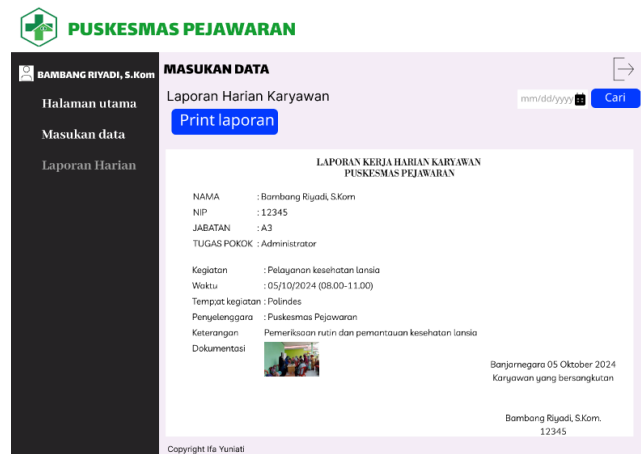 PUSKESMAS PEJAWARAN
BAMBANG RIYADI, S.Kom
Halaman utama
Masukan data
Laporan Harian
MASUKAN DATA
Laporan Harian Karyawan
mm/dd/yyyy
Cari
Print laporan
LAPORAN KERJA HARIAN KARYAWAN
PUSKESMAS PEJAWARAN
NAMA : Bambang Riyadi, S.Kom
NIP : 12345
JABATAN : A3
TUGAS POKOK : Administrator
Kegiatan : Pelayanan kesehatan lansia
Waktu : 05/10/2024 (08.00-11.00)
Temp;at kegiatan : Polindes
Penyelenggara : Puskesmas Pejawaran
Keterangan Pemeriksaan rutin dan pemantauan kesehatan lansia
Dokumentasi
Banjarnegara 05 Oktober 2024
Karyawan yang bersangkutan
Bambang Riyadi, S.Kom.
12345
Copyright Ifa Yuniati